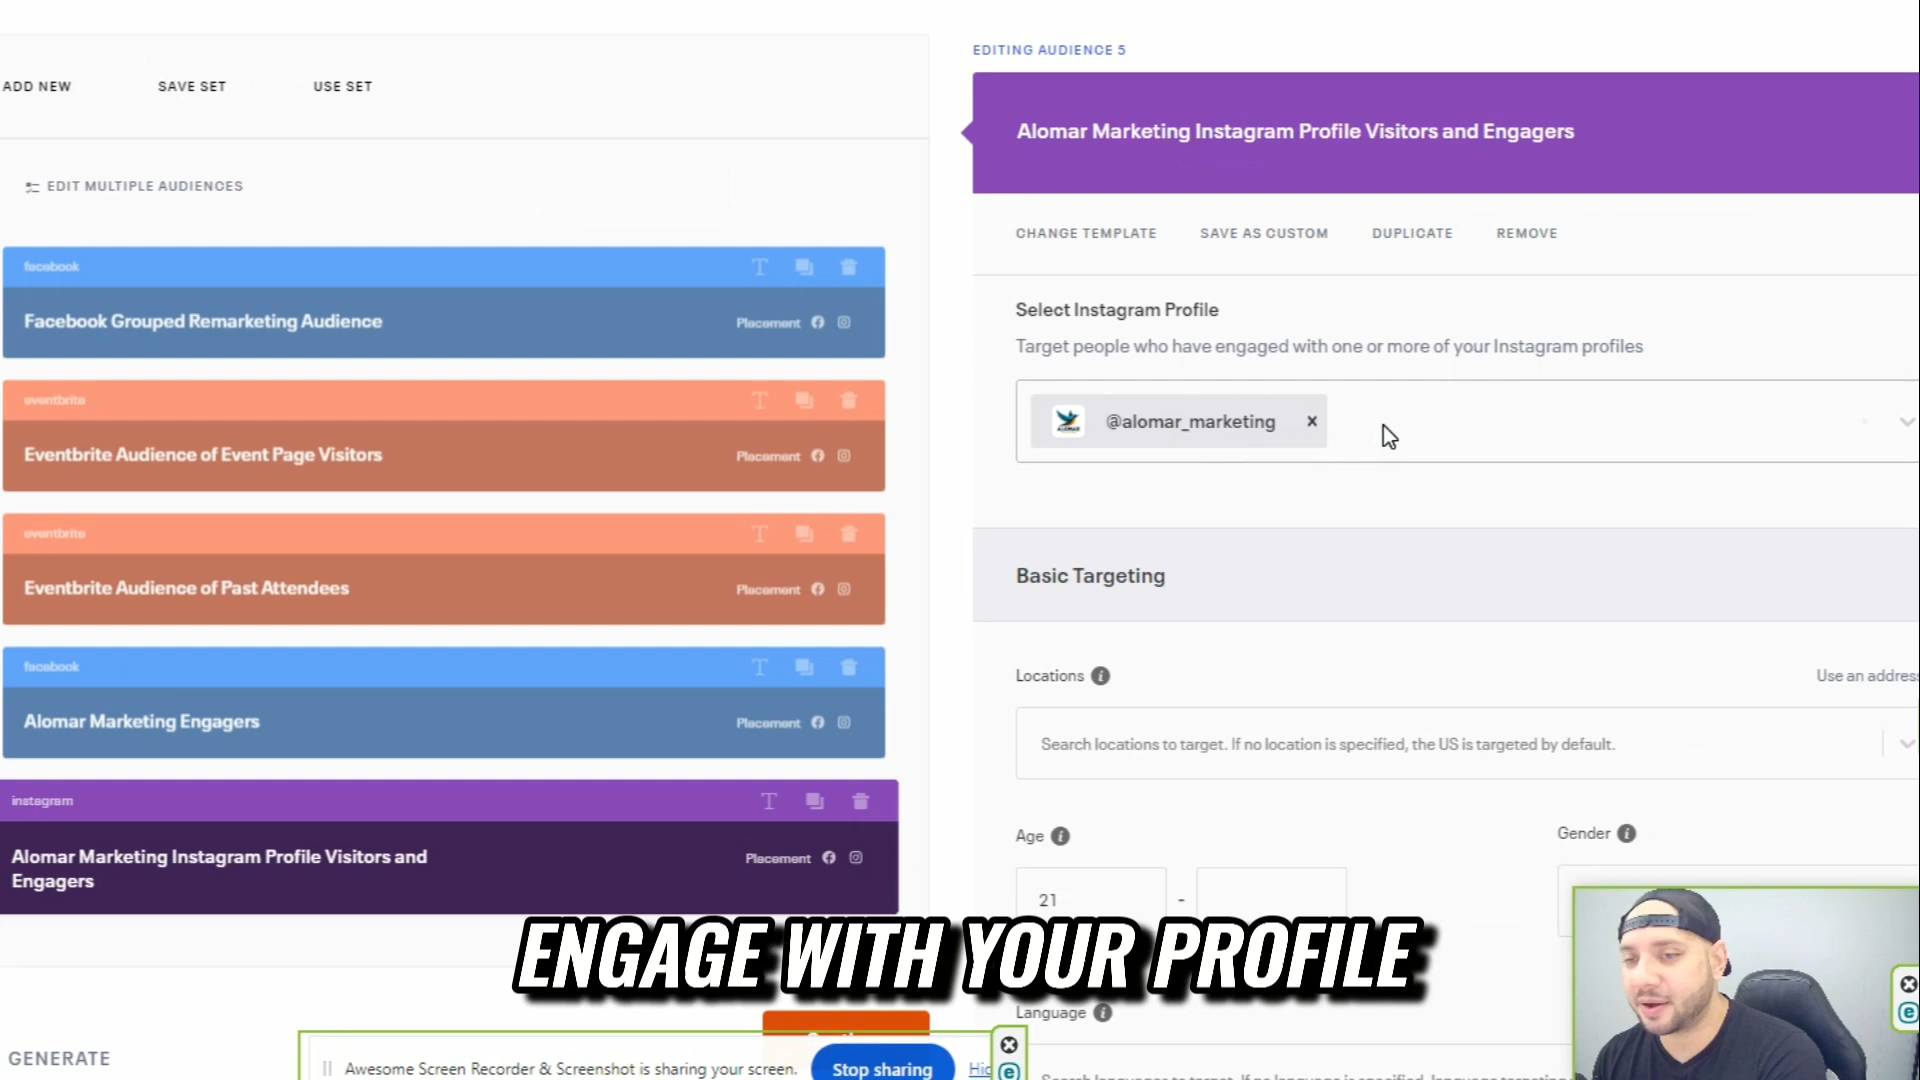 ADD NEW
SAVE SET
USE SET
EDIT MULTIPLE AUDIENCES
facebook
Facebook Grouped Remarketing Audience
Placement
eventbrite
Eventbrite Audience of Event Page Visitors
Placement
eventbrite
Eventbrite Audience of Past Attendees
Placement
facebook
Alomar Marketing Engagers
Placement
instagram
Alomar Marketing Instagram Profile Visitors and
Engagers
Placement
GENERATE
EDITING AUDIENCE 5
Alomar Marketing Instagram Profile Visitors and Engagers
CHANGE TEMPLATE
SAVE AS CUSTOM
DUPLICATE
REMOVE
Select Instagram Profile
Target people who have engaged with one or more of your Instagram profiles
ALOMAR
@alomar_marketing
Basic Targeting
Locations
Use an address
Search locations to target. If no location is specified, the US is targeted by default.
Age
Gender
21
-
ENGAGE WITH YOUR PROFILE
Language
Awesome Screen Recorder & Screenshot is sharing your screen.
Stop sharing